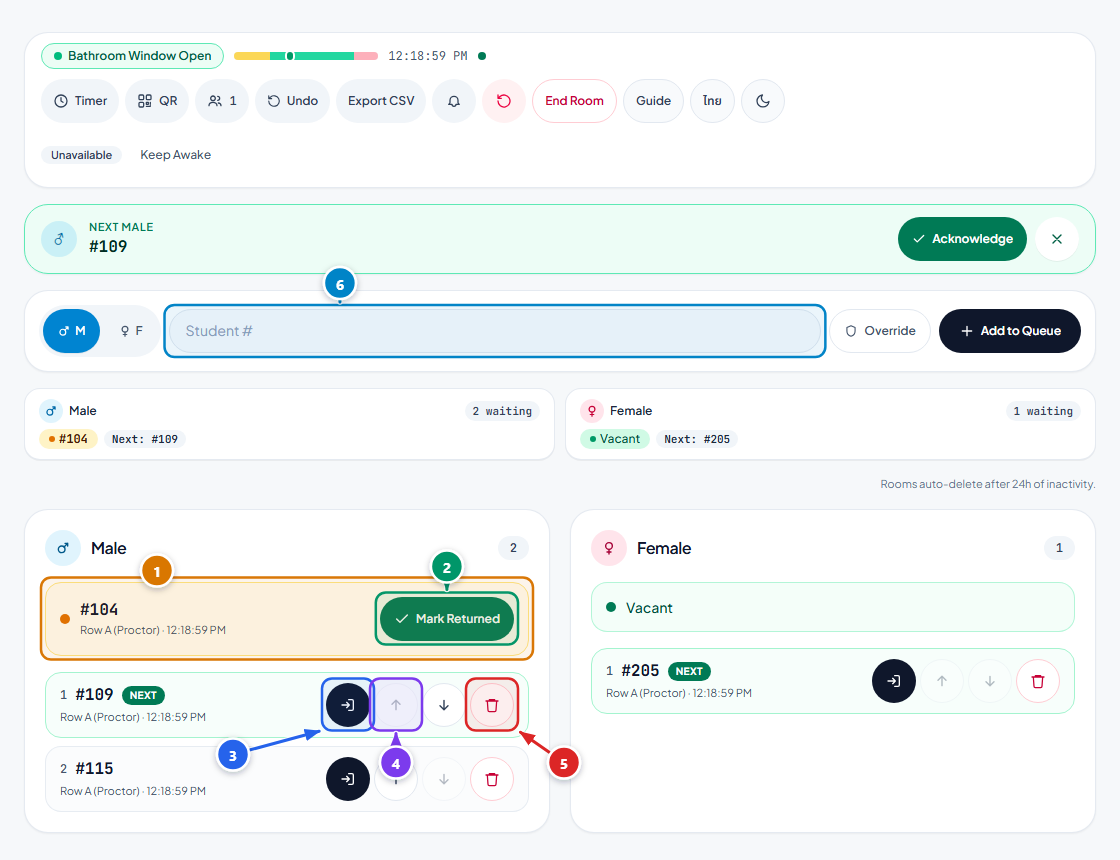 Bathroom Window Open 12:18:59 PM
Timer QR 1 Undo Export CSV End Room Guide ไทย
Unavailable Keep Awake
NEXT MALE
#109
Acknowledge
6
M F Student # Override Add to Queue
Male 2 waiting
#104 Next: #109
Female 1 waiting
Vacant Next: #205
Rooms auto-delete after 24h of inactivity.
Male 2
1
2
#104
Row A (Proctor) · 12:18:59 PM
Mark Returned
1 #109 NEXT
Row A (Proctor) · 12:18:59 PM
3
4
5
2 #115
Row A (Proctor) · 12:18:59 PM
Female 1
Vacant
1 #205 NEXT
Row A (Proctor) · 12:18:59 PM